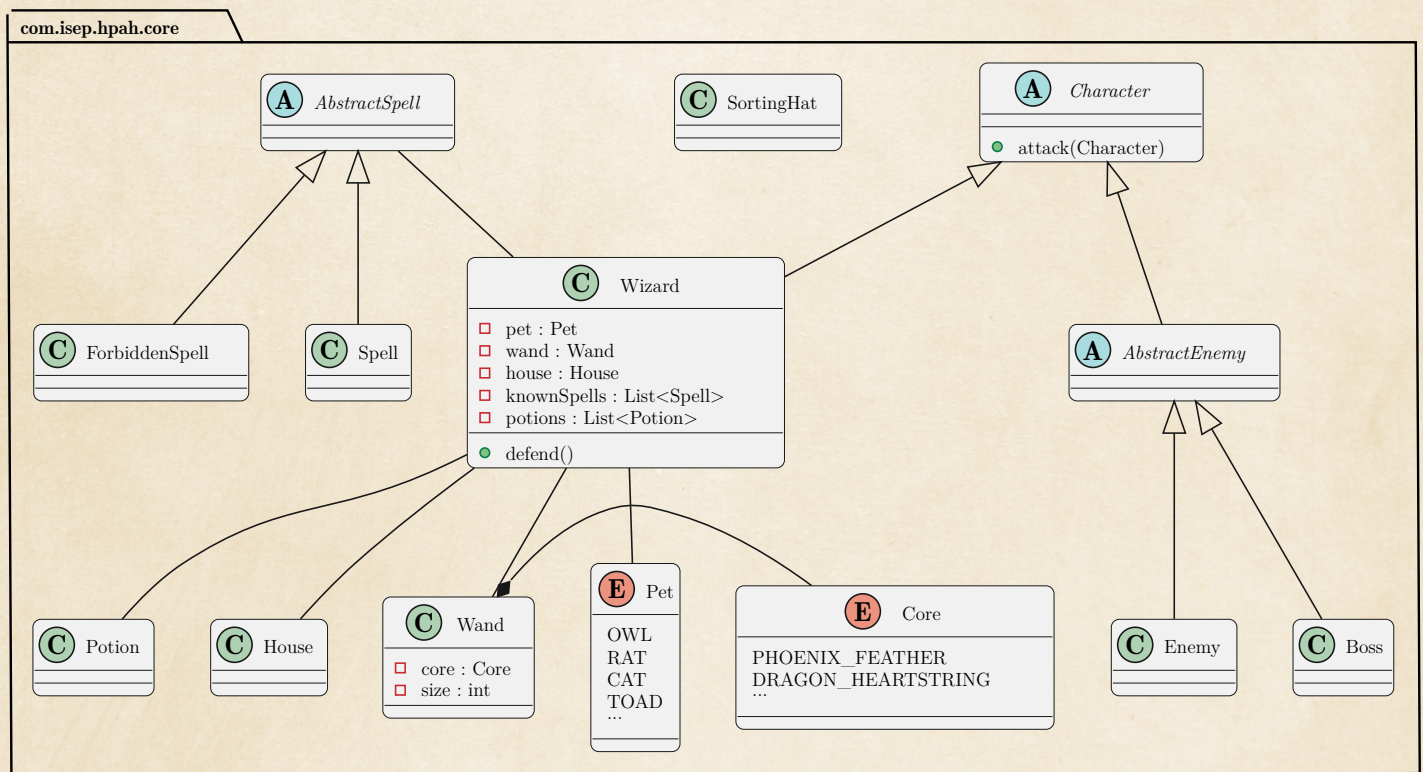 com.isep.hpah.core
A AbstractSpell
C SortingHat
A Character
attack(Character)
C Wizard
pet : Pet
wand : Wand
house : House
knownSpells : List<Spell>
potions : List<Potion>
defend()
C ForbiddenSpell
C Spell
A AbstractEnemy
C Potion
C House
C Wand
core : Core
size : int
E Pet
OWL
RAT
CAT
TOAD
...
E Core
PHOENIX_FEATHER
DRAGON_HEARTSTRING
...
C Enemy
C Boss